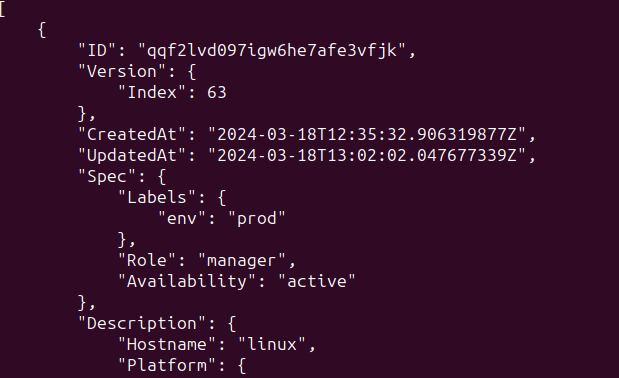 [
    {
        "ID": "qqf2lvd097igw6he7afe3vfjk",
        "Version": {
            "Index": 63
        },
        "CreatedAt": "2024-03-18T12:35:32.906319877Z",
        "UpdatedAt": "2024-03-18T13:02:02.047677339Z",
        "Spec": {
            "Labels": {
                "env": "prod"
            },
            "Role": "manager",
            "Availability": "active"
        },
        "Description": {
            "Hostname": "linux",
            "Platform": {